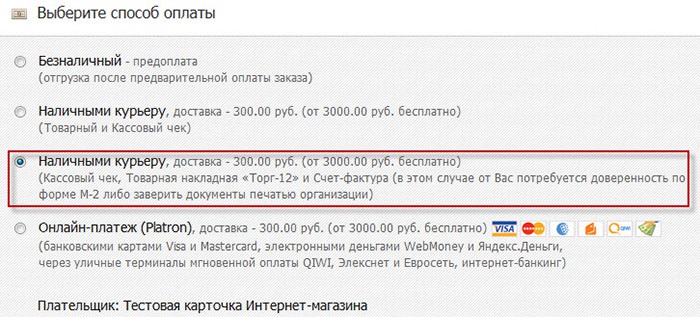 Выберите способ оплаты
Безналичный - предоплата
(отгрузка после предварительной оплаты заказа)
Наличными курьеру, доставка - 300.00 руб. (от 3000.00 руб. бесплатно)
(Товарный и Кассовый чек)
Наличными курьеру, доставка - 300.00 руб. (от 3000.00 руб. бесплатно)
(Кассовый чек, Товарная накладная «Торг-12» и Счет-фактура (в этом случае от Вас потребуется доверенность по
форме М-2 либо заверить документы печатью организации)
Онлайн-платеж (Platron), доставка - 300.00 руб. (от 3000.00 руб. бесплатно) VISA QIWI
(банковскими картами Visa и Mastercard, электронными деньгами WebMoney и Яндекс.Деньги,
через уличные терминалы мгновенной оплаты QIWI, Элекснет и Евросеть, интернет-банкинг)
Плательщик: Тестовая карточка Интернет-магазина